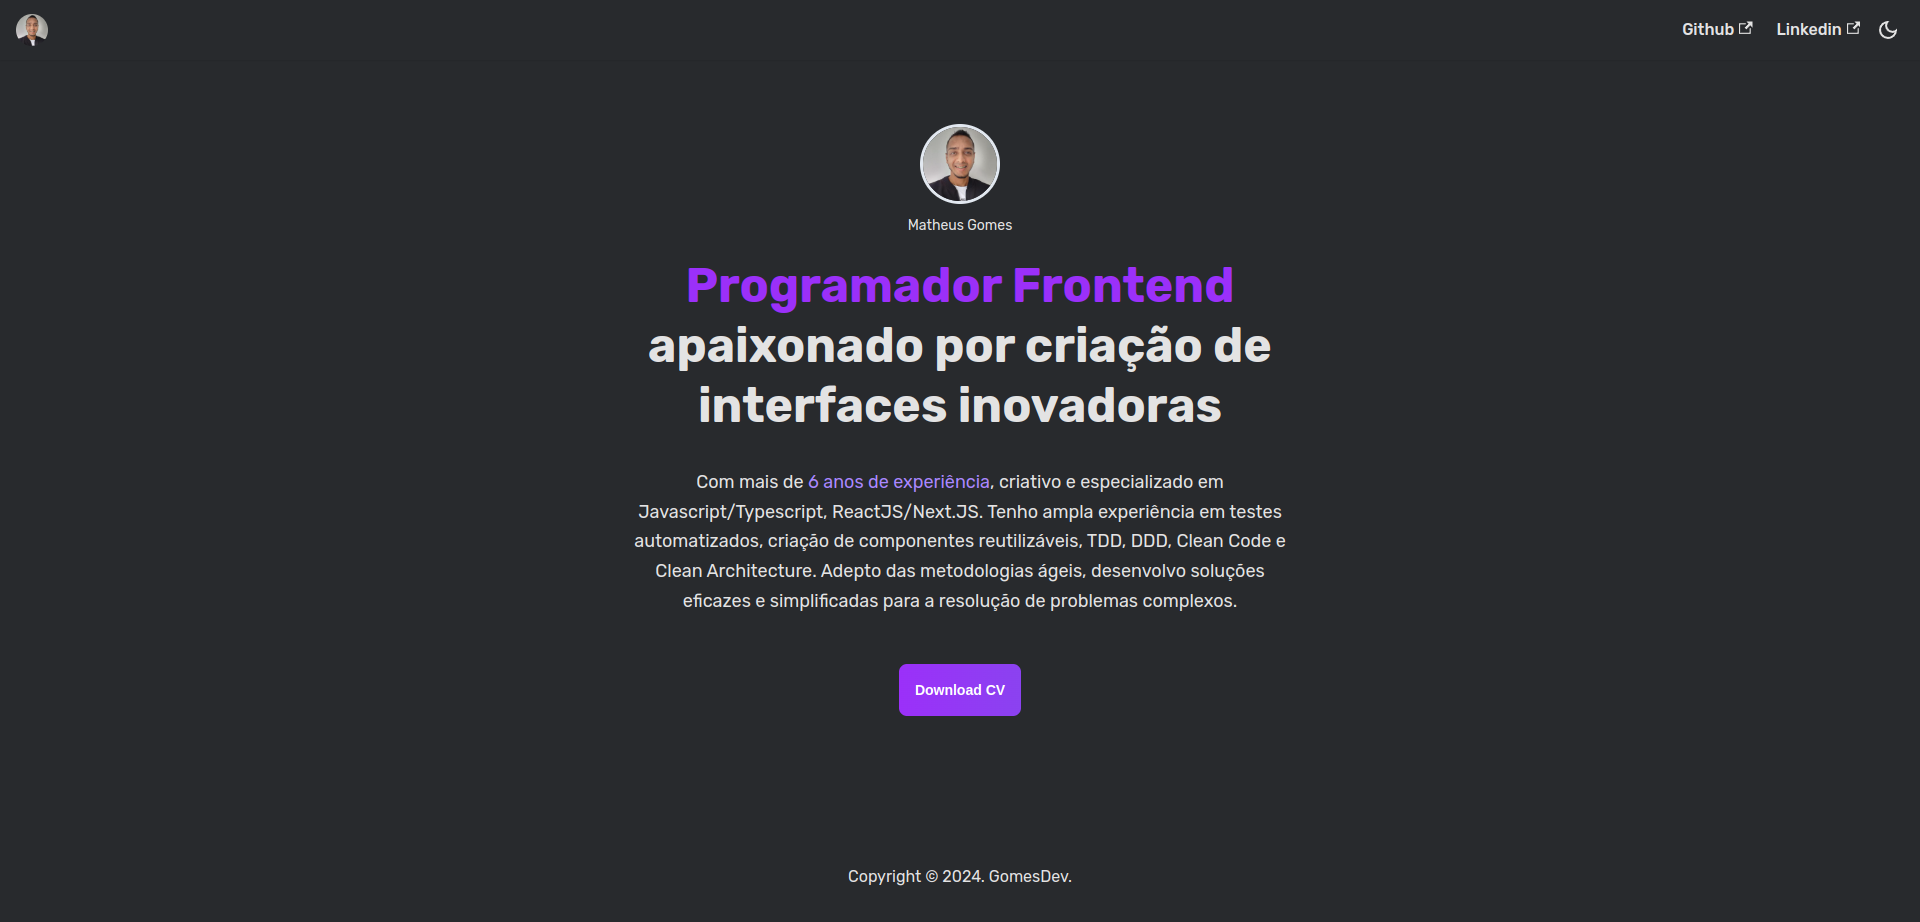 Github
Linkedin
Matheus Gomes
Programador Frontend
apaixonado por criação de
interfaces inovadoras
Com mais de 6 anos de experiência, criativo e especializado em
Javascript/Typescript, ReactJS/Next.JS. Tenho ampla experiência em testes
automatizados, criação de componentes reutilizáveis, TDD, DDD, Clean Code e
Clean Architecture. Adepto das metodologias ágeis, desenvolvo soluções
eficazes e simplificadas para a resolução de problemas complexos.
Download CV
Copyright © 2024. GomesDev.